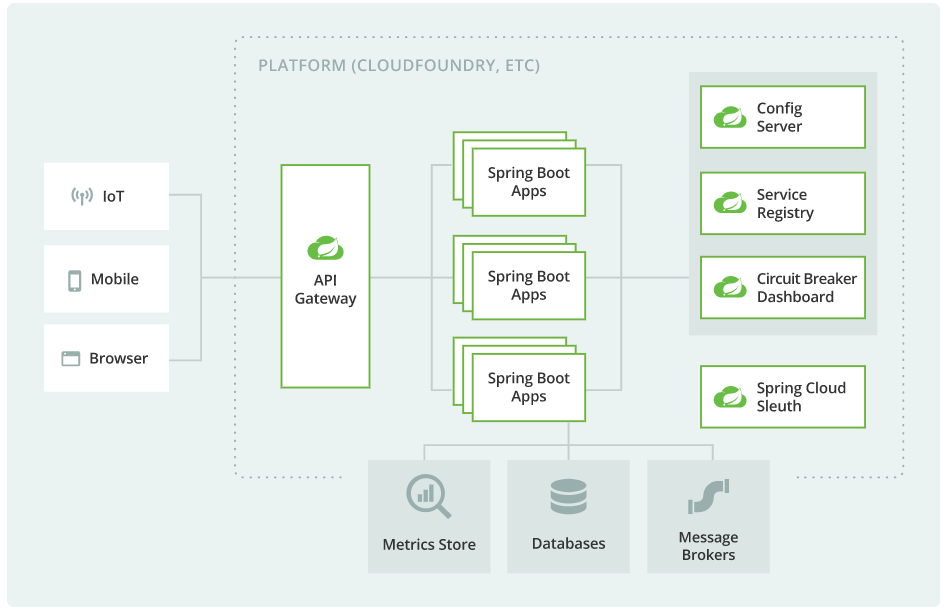 PLATFORM (CLOUDFOUNDRY, ETC)
IoT
Mobile
Browser
API
Gateway
Spring Boot
Apps
Spring Boot
Apps
Spring Boot
Apps
Config
Server
Service
Registry
Circuit Breaker
Dashboard
Spring Cloud
Sleuth
Metrics Store
Databases
Message
Brokers